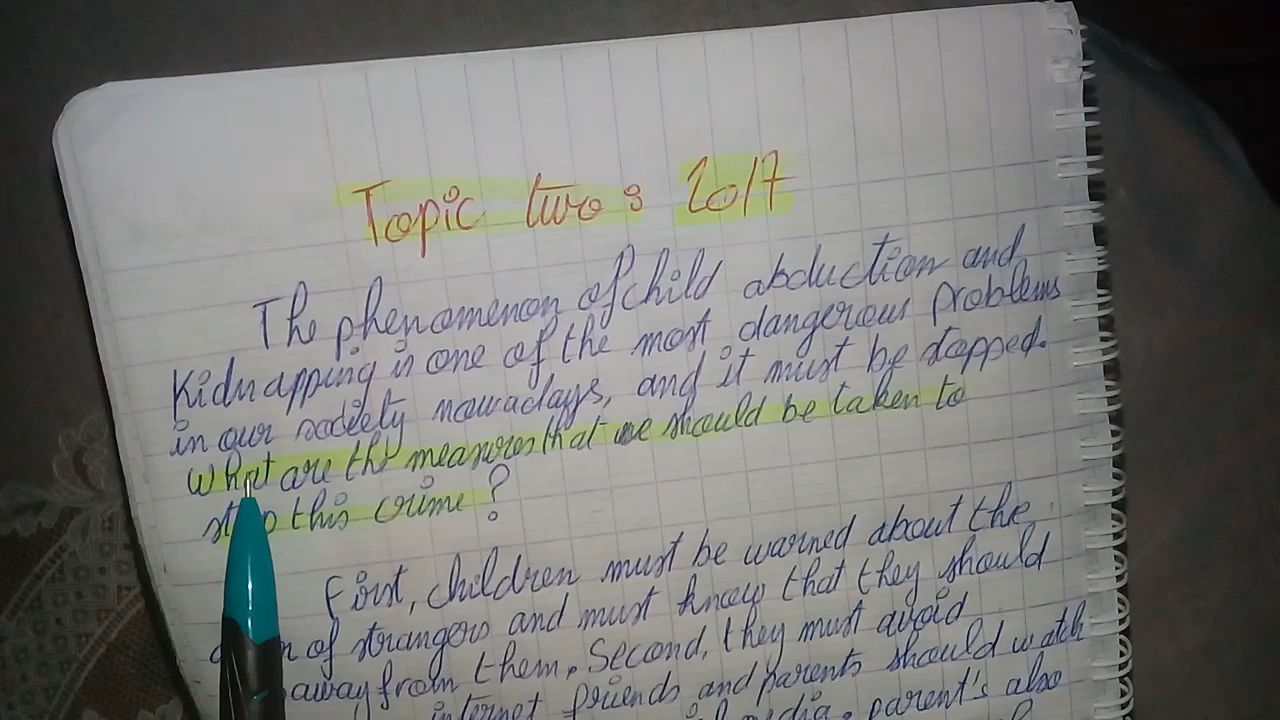 Topic two : 2017
The phenomenon of child abduction and
Kidnapping is one of the most dangerous problems
in our society nowadays, and it must be stopped.
What are the measures that we should be taken to
stop this crime ?
First, children must be warned about the
of strangers and must know that they should
away from them. Second, they must avoid
internet friends and parents should watch
parent's also